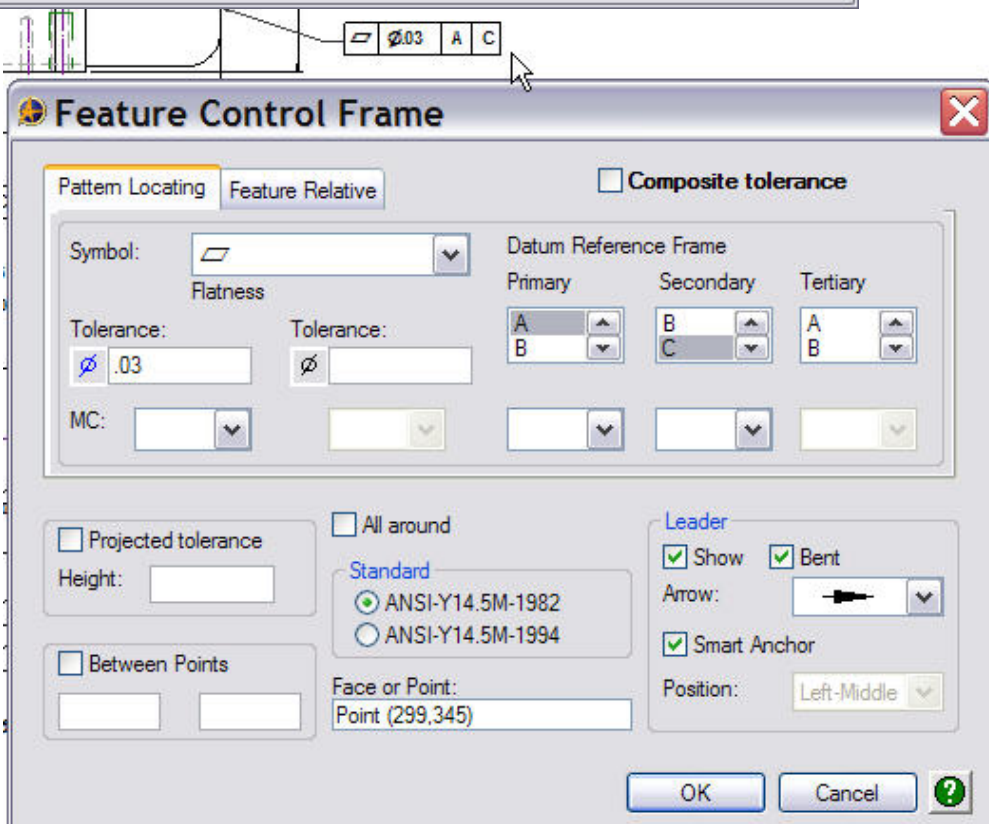 ⌀.03 A C
Feature Control Frame
Pattern Locating Feature Relative Composite tolerance
Symbol: Datum Reference Frame
Flatness Primary Secondary Tertiary
Tolerance: Tolerance: A B A
⌀ .03 ⌀ B C B
MC:
Projected tolerance All around Leader
Height: Standard Show Bent
ANSI-Y14.5M-1982 Arrow:
ANSI-Y14.5M-1994 Smart Anchor
Between Points Face or Point: Position: Left-Middle
Point (299,345)
OK Cancel ?